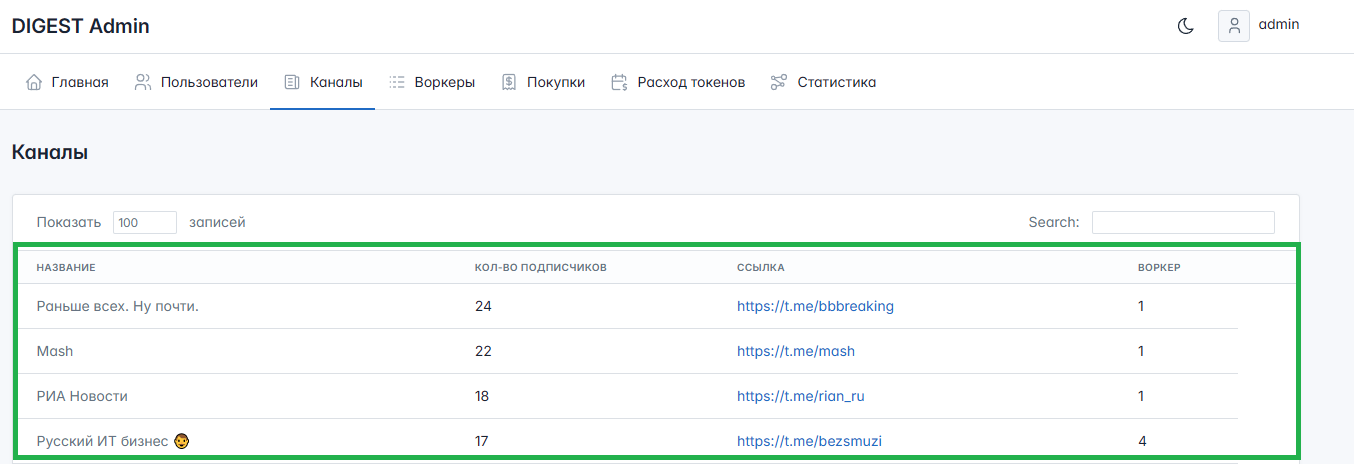 DIGEST Admin
admin
Главная Пользователи Каналы Воркеры Покупки Расход токенов Статистика
Каналы
Показать 100 записей Search:
НАЗВАНИЕ КОЛ-ВО ПОДПИСЧИКОВ ССЫЛКА ВОРКЕР
Раньше всех. Ну почти. 24 https://t.me/bbbreaking 1
Mash 22 https://t.me/mash 1
РИА Новости 18 https://t.me/rian_ru 1
Русский ИТ бизнес 👨 17 https://t.me/bezsmuzi 4